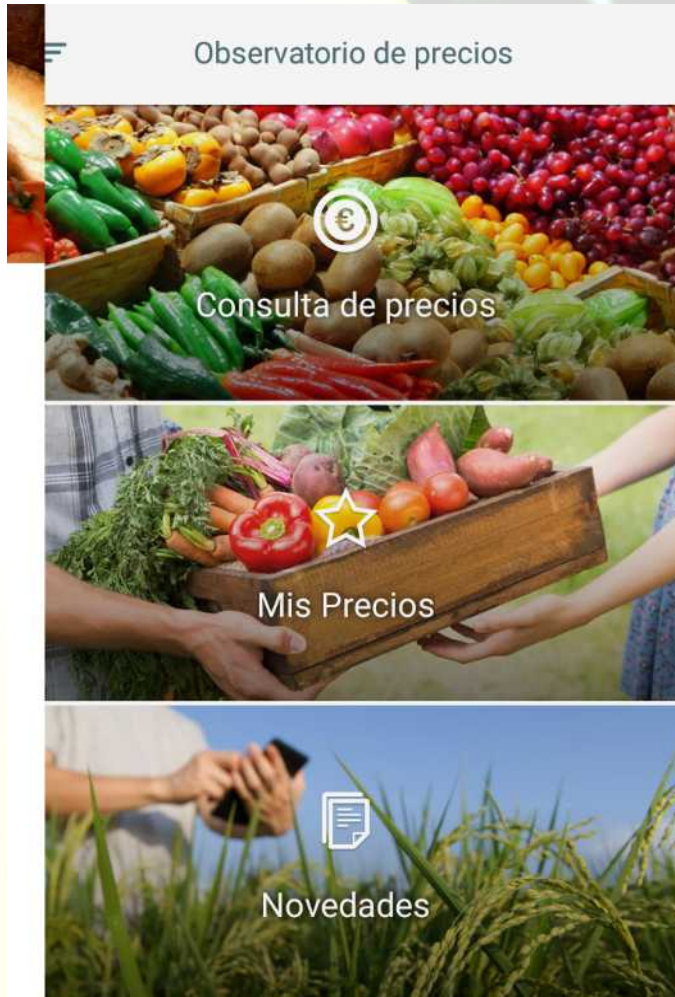 Observatorio de precios
€
Consulta de precios
Mis Precios
Novedades